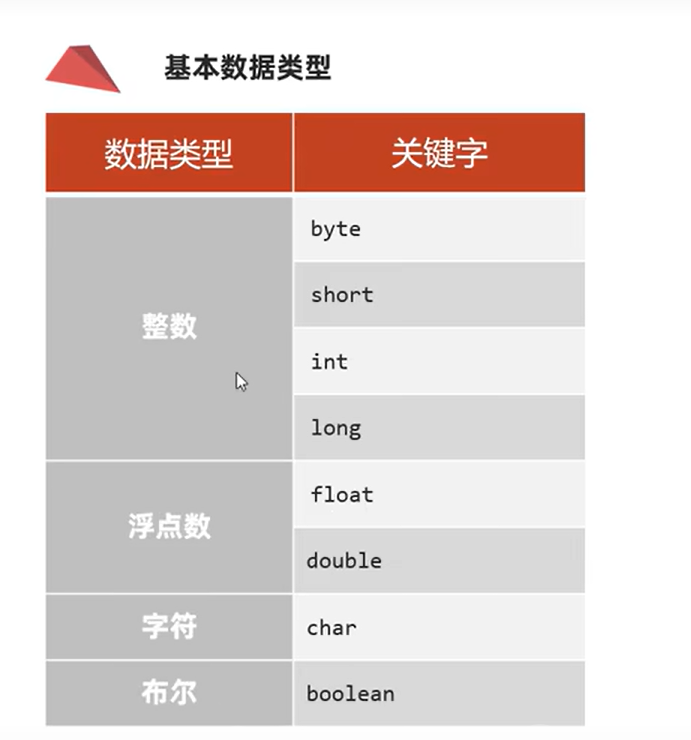 基本数据类型
数据类型 关键字
整数
byte
short
int
long
浮点数
float
double
字符 char
布尔 boolean